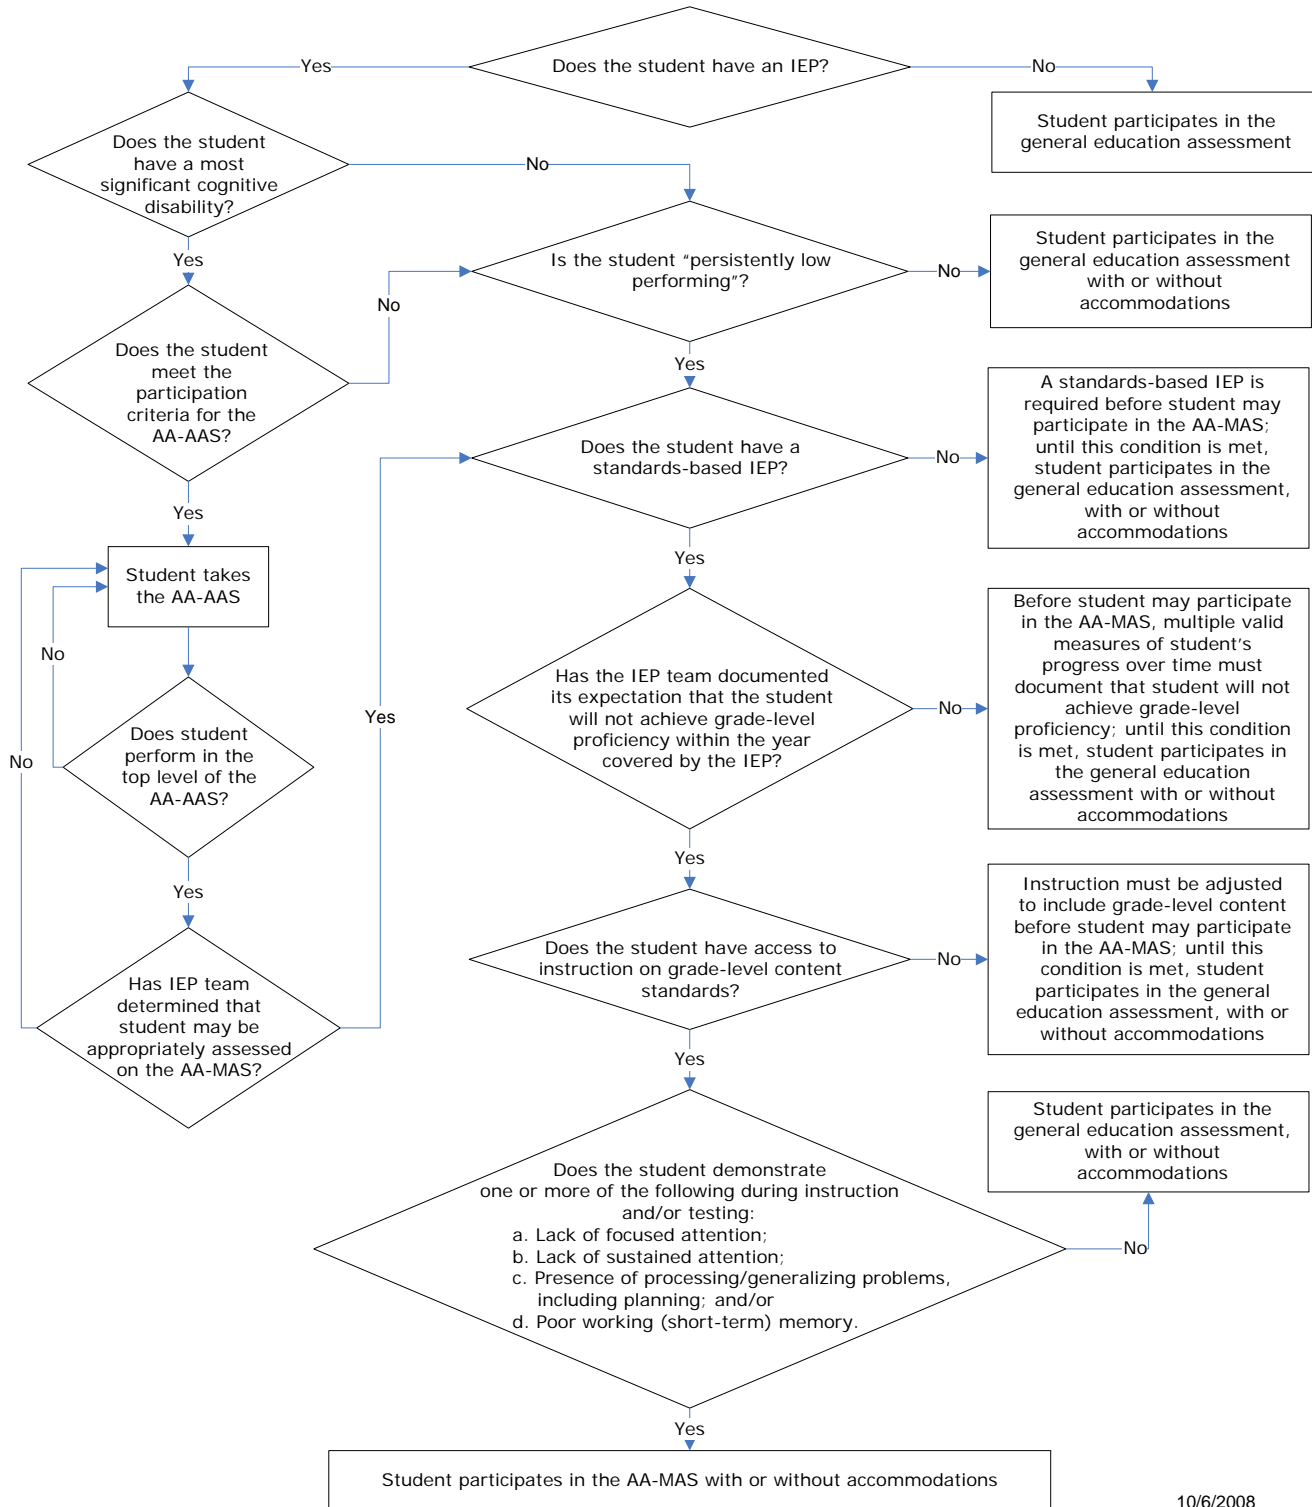 Does the student have an IEP?
Yes
No
Student participates in the
general education assessment
Does the student
have a most
significant cognitive
disability?
No
Yes
Is the student "persistently low
performing"?
No
Student participates in the
general education assessment
with or without
accommodations
No
Yes
Does the student
meet the
participation
criteria for the
AA-AAS?
Yes
Does the student have a
standards-based IEP?
No
A standards-based IEP is
required before student may
participate in the AA-MAS;
until this condition is met,
student participates in the
general education assessment,
with or without
accommodations
Yes
Student takes
the AA-AAS
No
Does student
perform in the
top level of the
AA-AAS?
Yes
No
Has IEP team
determined that
student may be
appropriately assessed
on the AA-MAS?
Yes
Has the IEP team documented
its expectation that the student
will not achieve grade-level
proficiency within the year
covered by the IEP?
No
Before student may participate
in the AA-MAS, multiple valid
measures of student's
progress over time must
document that student will not
achieve grade-level
proficiency; until this condition
is met, student participates in
the general education
assessment with or without
accommodations
Yes
Does the student have access to
instruction on grade-level content
standards?
No
Instruction must be adjusted
to include grade-level content
before student may participate
in the AA-MAS; until this
condition is met, student
participates in the general
education assessment, with or
without accommodations
Yes
Does the student demonstrate
one or more of the following during instruction
and/or testing:
a. Lack of focused attention;
b. Lack of sustained attention;
c. Presence of processing/generalizing problems,
including planning; and/or
d. Poor working (short-term) memory.
No
Student participates in the
general education assessment,
with or without
accommodations
Yes
Student participates in the AA-MAS with or without accommodations
10/6/2008